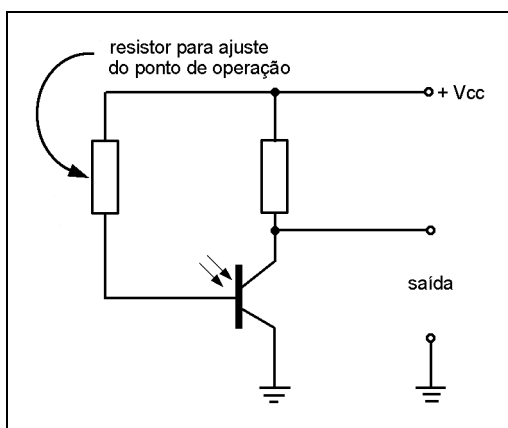 resistor para ajuste
do ponto de operação
+ Vcc
saída